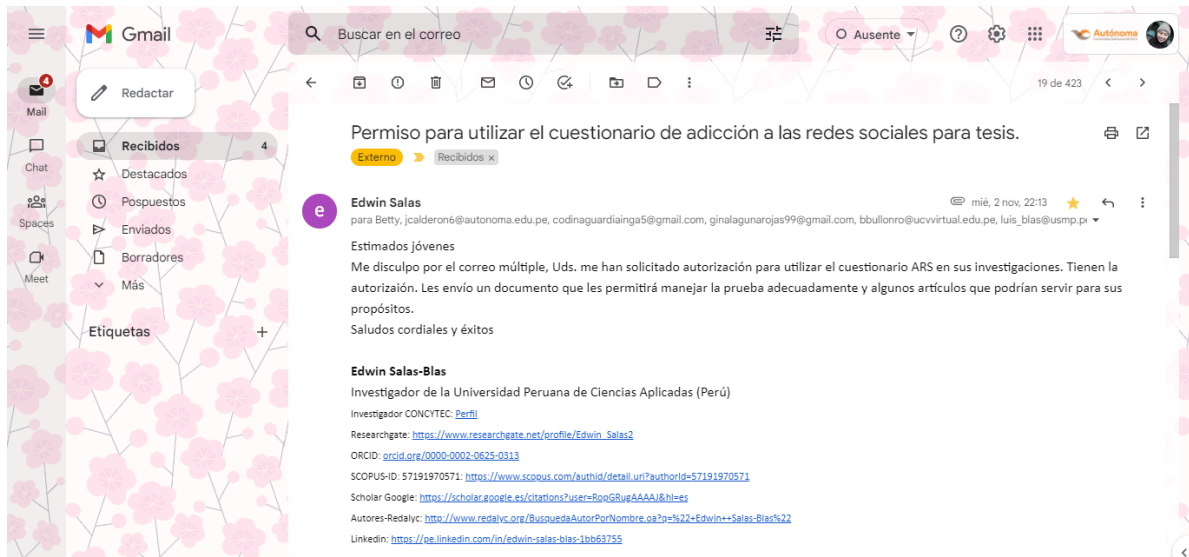 Gmail
Buscar en el correo
Ausente
Autónoma
4
Mail
Redactar
19 de 423
Recibidos 4
Chat
Destacados
Pospuestos
Spaces
Enviados
Borradores
Meet
Más
Etiquetas
Permiso para utilizar el cuestionario de adicción a las redes sociales para tesis.
Externo
Recibidos ×
e
Edwin Salas
mié, 2 nov, 22:13
para Betty, jcalderon6@autonoma.edu.pe, codinaguardiainga5@gmail.com, ginalagunarojas99@gmail.com, bbullonro@ucvvirtual.edu.pe, luis_blas@usmp.p
Estimados jóvenes
Me disculpo por el correo múltiple, Uds. me han solicitado autorización para utilizar el cuestionario ARS en sus investigaciones. Tienen la
autorizaión. Les envío un documento que les permitirá manejar la prueba adecuadamente y algunos artículos que podrían servir para sus
propósitos.
Saludos cordiales y éxitos
Edwin Salas-Blas
Investigador de la Universidad Peruana de Ciencias Aplicadas (Perú)
Investigador CONCYTEC: Perfil
Researchgate: https://www.researchgate.net/profile/Edwin_Salas2
ORCID: orcid.org/0000-0002-0625-0313
SCOPUS-ID: 57191970571: https://www.scopus.com/authid/detail.uri?authorId=57191970571
Scholar Google: https://scholar.google.es/citations?user=RopGRugAAAAJ&hl=es
Autores-Redalyc: http://www.redalyc.org/BusquedaAutorPorNombre.oa?q=%22+Edwin++Salas-Blas%22
Linkedin: https://pe.linkedin.com/in/edwin-salas-blas-1bb63755